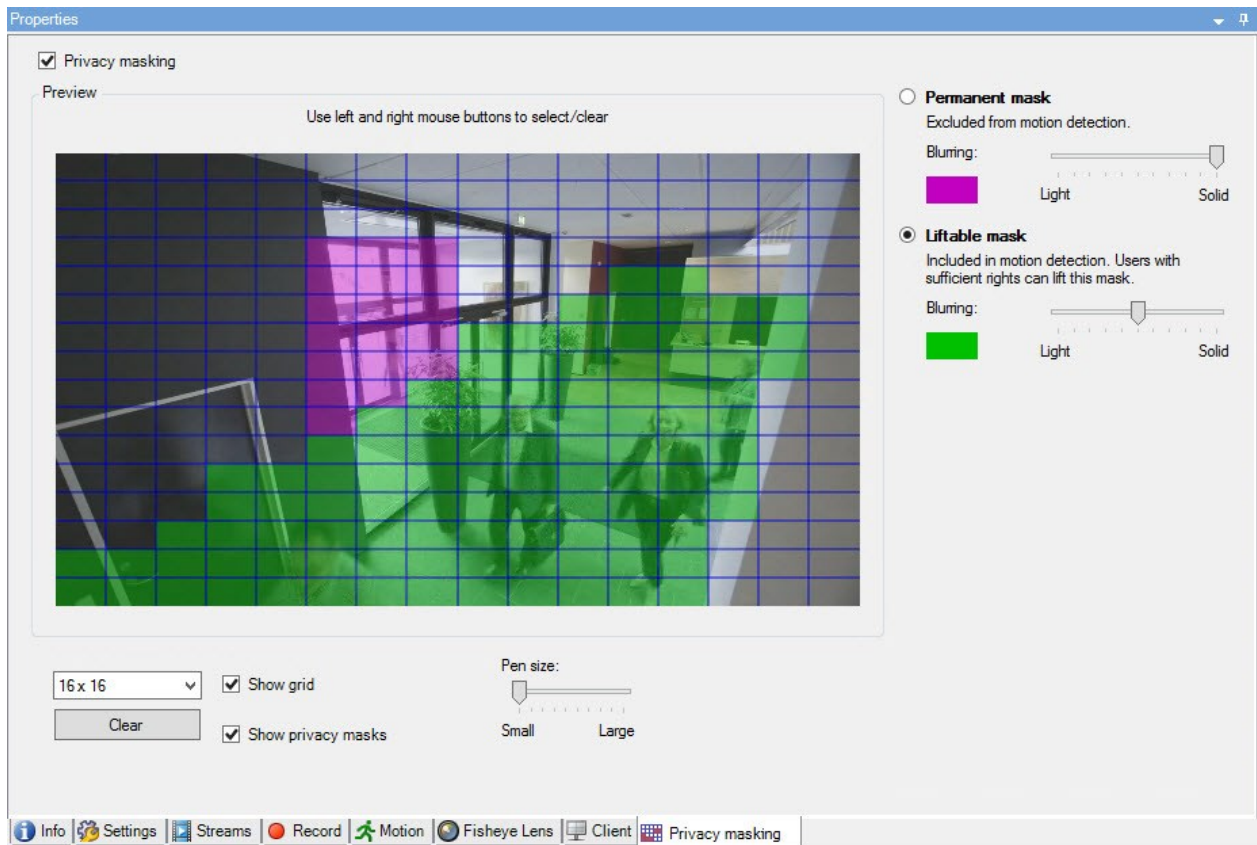 Properties
Privacy masking
Preview
Use left and right mouse buttons to select/clear
Permanent mask
Excluded from motion detection.
Blurring:
Light
Solid
Liftable mask
Included in motion detection. Users with
sufficient rights can lift this mask.
Blurring:
Light
Solid
16 x 16
Show grid
Clear
Show privacy masks
Pen size:
Small
Large
Info
Settings
Streams
Record
Motion
Fisheye Lens
Client
Privacy masking